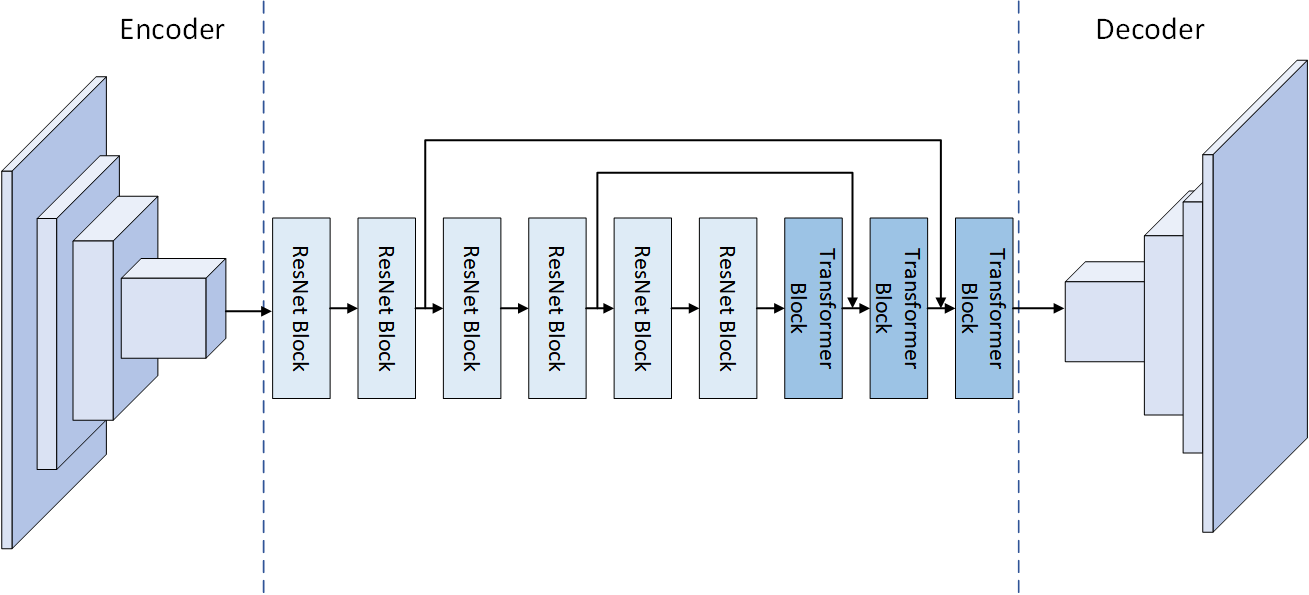 Encoder
Decoder
ResNet Block
ResNet Block
ResNet Block
ResNet Block
ResNet Block
ResNet Block
Transformer
Block
Transformer
Block
Transformer
Block